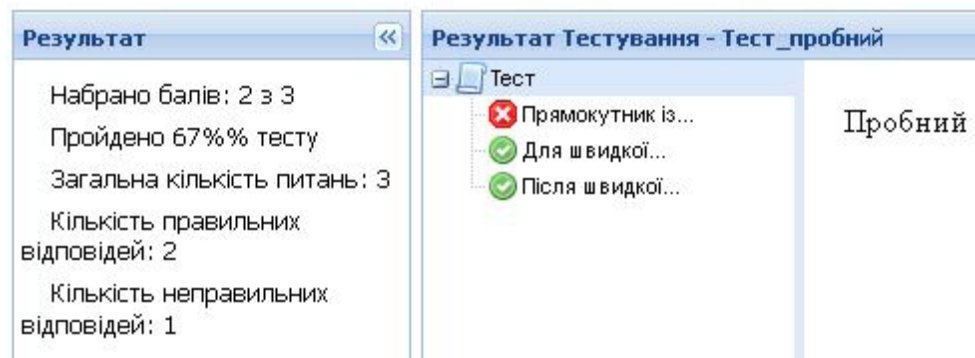 Результат
Набрано балів: 2 з 3
Пройдено 67%% тесту
Загальна кількість питань: 3
Кількість правильних
відповідей: 2
Кількість неправильних
відповідей: 1
Результат Тестування - Тест_пробний
Тест
Прямокутник із...
Для швидкої...
Після швидкої...
Пробний